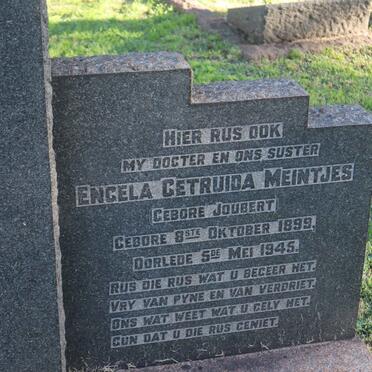 HIER RUS OOK
MY DOGTER EN ONS SUSTER
ENGELA GETRUIDA MEINTJES
GEBORE JOUBERT
GEBORE 8STE OKTOBER 1899.
OORLEDE 5DE MEI 1945.
RUS DIE RUS WAT U BEGEER HET.
VRY VAN PYNE EN VAN VERDRIET.
ONS WAT WEET WAT U GELY HET.
GUN DAT U DIE RUS GENIET.